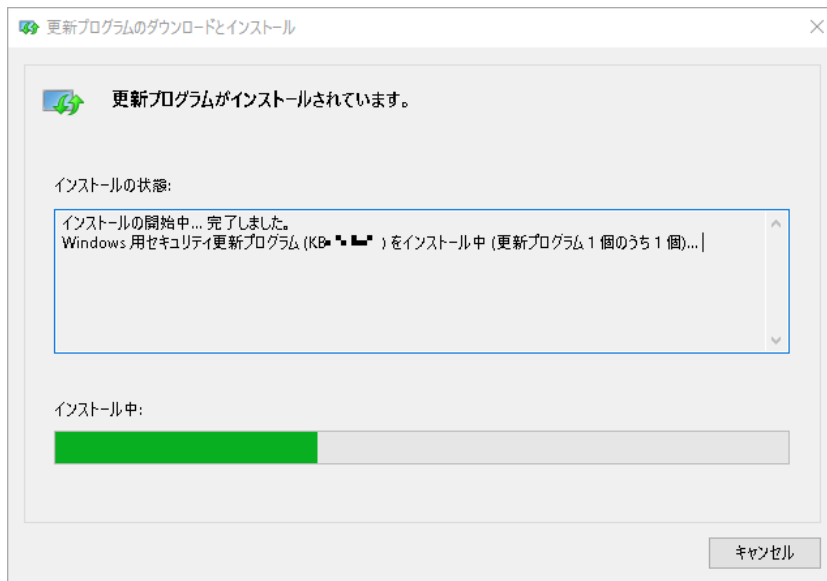 更新プログラムのダウンロードとインストール
更新プログラムがインストールされています。
インストールの状態:
インストールの開始中... 完了しました。
Windows 用セキュリティ更新プログラム (KB ) をインストール中 (更新プログラム 1 個のうち 1 個)...
インストール中:
キャンセル